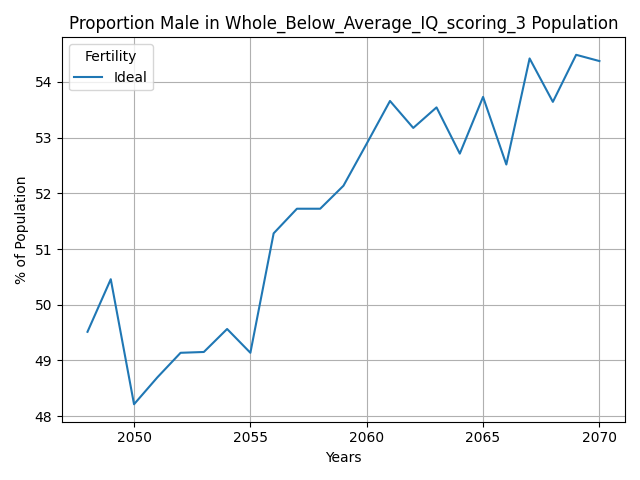 Proportion Male in Whole_Below_Average_IQ_scoring_3 Population
Fertility
Ideal
% of Population
54
53
52
51
50
49
48
2050 2055 2060 2065 2070
Years